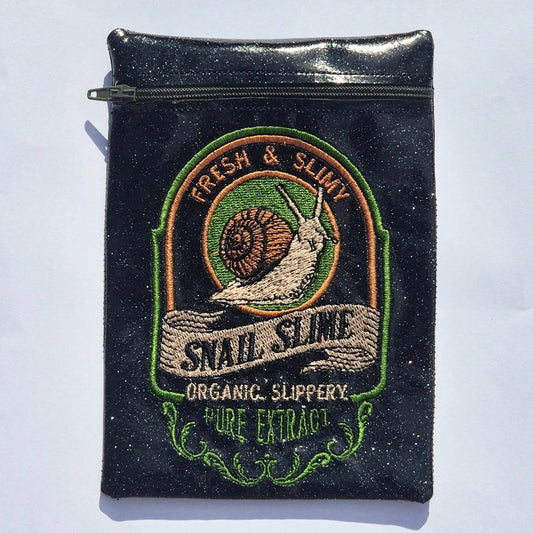 FRESH & SLIMY
SNAIL SLIME
ORGANIC. SLIPPERY.
PURE EXTRACT